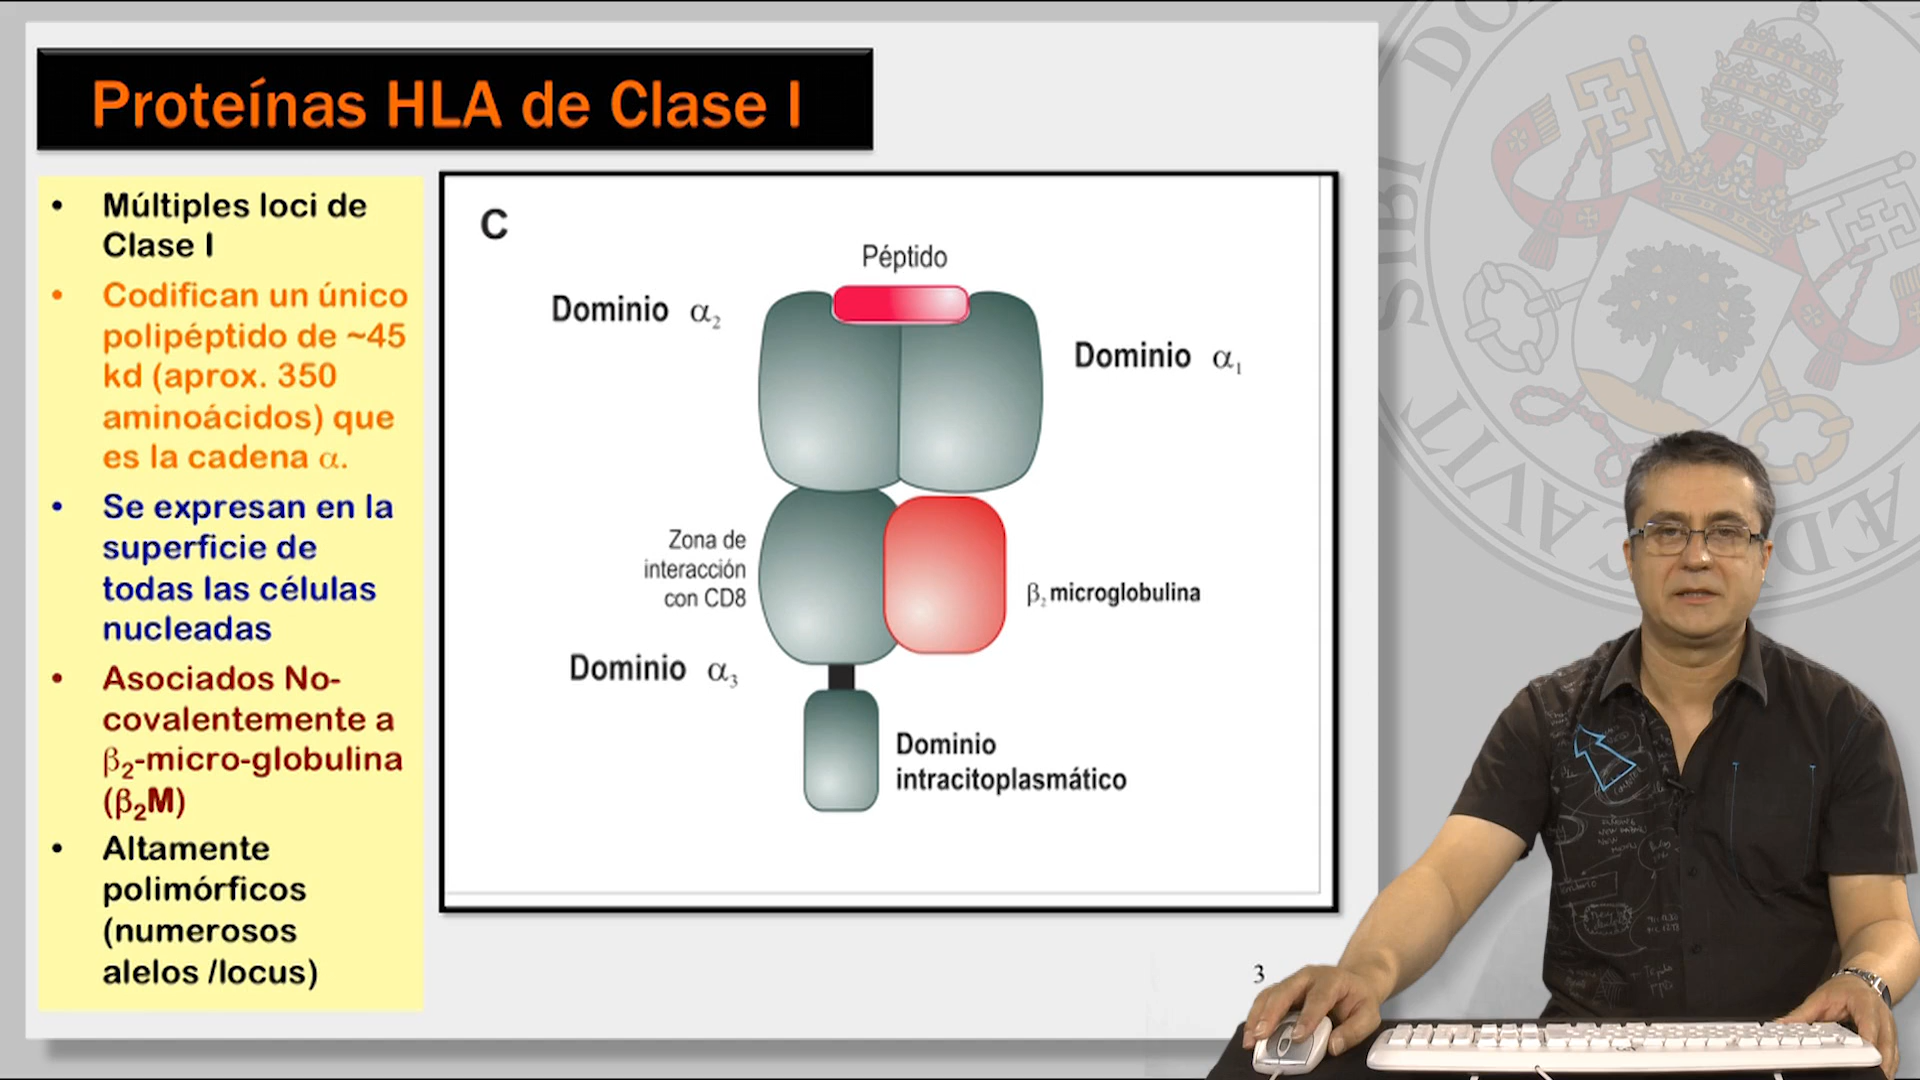 Proteínas HLA de Clase I
• Múltiples loci de
Clase I
• Codifican un único
polipéptido de ~45
kd (aprox. 350
aminoácidos) que
es la cadena α.
• Se expresan en la
superficie de
todas las células
nucleadas
• Asociados No-
covalentemente a
β₂-micro-globulina
(β₂M)
• Altamente
polimórficos
(numerosos
alelos /locus)
C
Péptido
Dominio α₂
Dominio α₁
Zona de
interacción
con CD8
β₂microglobulina
Dominio α₃
Dominio
intracitoplasmático
3
SIBI